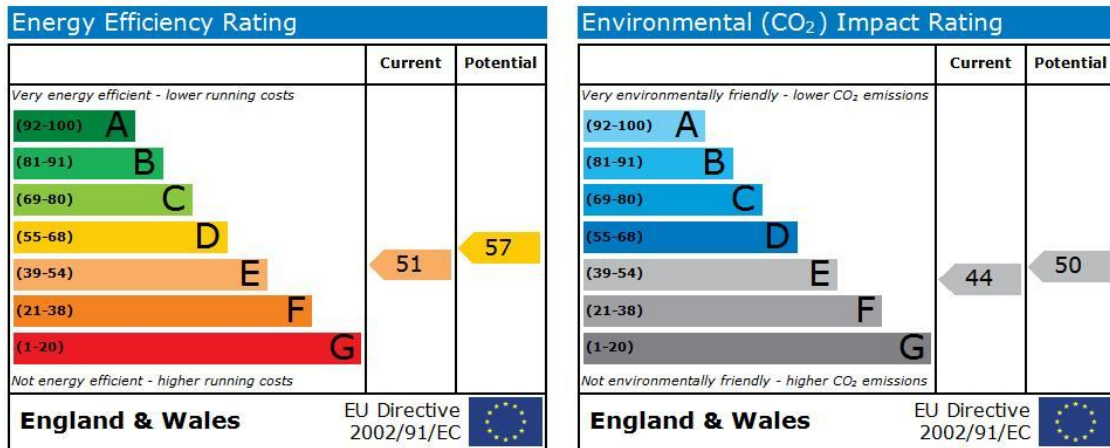 Energy Efficiency Rating
Current Potential
Very energy efficient - lower running costs
(92-100) A
(81-91) B
(69-80) C
(55-68) D
(39-54) E
(21-38) F
(1-20) G
51
57
Not energy efficient - higher running costs
England & Wales
EU Directive
2002/91/EC
Environmental (CO₂) Impact Rating
Current Potential
Very environmentally friendly - lower CO₂ emissions
(92-100) A
(81-91) B
(69-80) C
(55-68) D
(39-54) E
(21-38) F
(1-20) G
44
50
Not environmentally friendly - higher CO₂ emissions
England & Wales
EU Directive
2002/91/EC